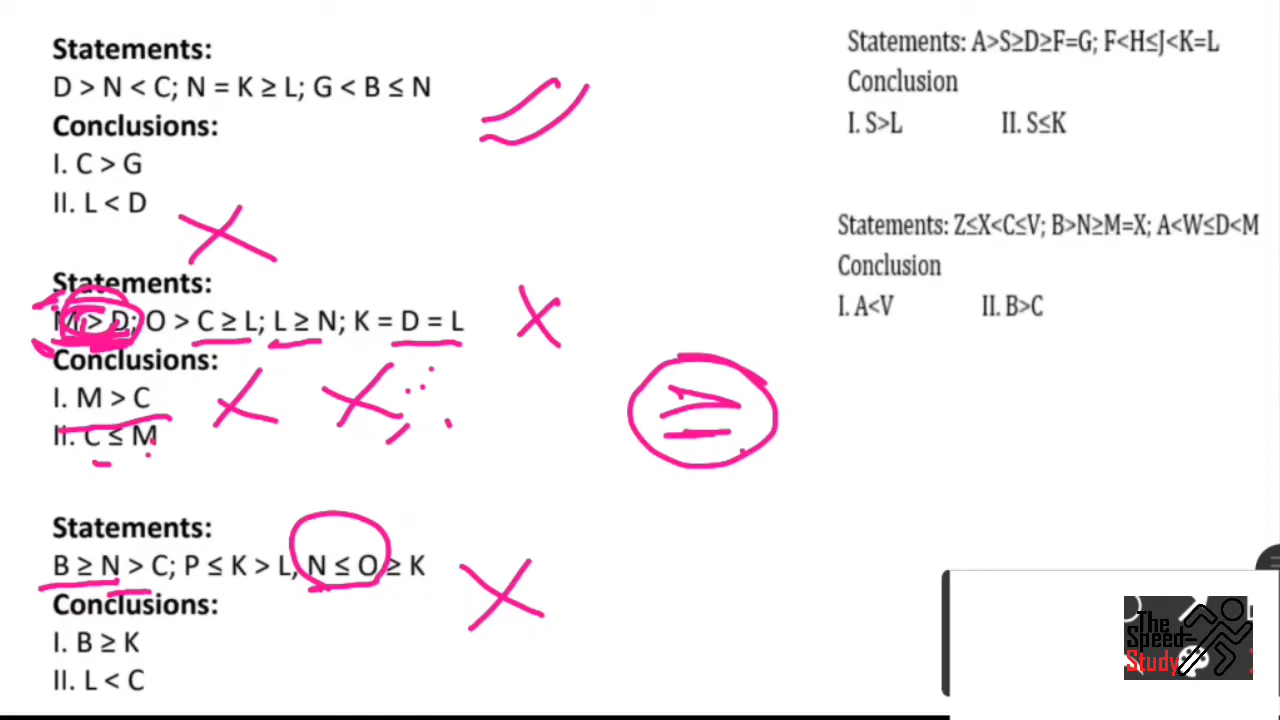 Statements:
D > N < C; N = K ≥ L; G < B ≤ N
Conclusions:
I. C > G
II. L < D
Statements:
M > D; O > C ≥ L; L ≥ N; K = D = L
Conclusions:
I. M > C
II. C ≤ M
Statements:
B ≥ N > C; P ≤ K > L, N ≤ O ≥ K
Conclusions:
I. B ≥ K
II. L < C
Statements: A>S≥D≥F=G; F<H≤J<K=L
Conclusion
I. S>L II. S≤K
Statements: Z≤X<C≤V; B>N≥M=X; A<W≤D<M
Conclusion
I. A<V II. B>C
The
Speed
Study